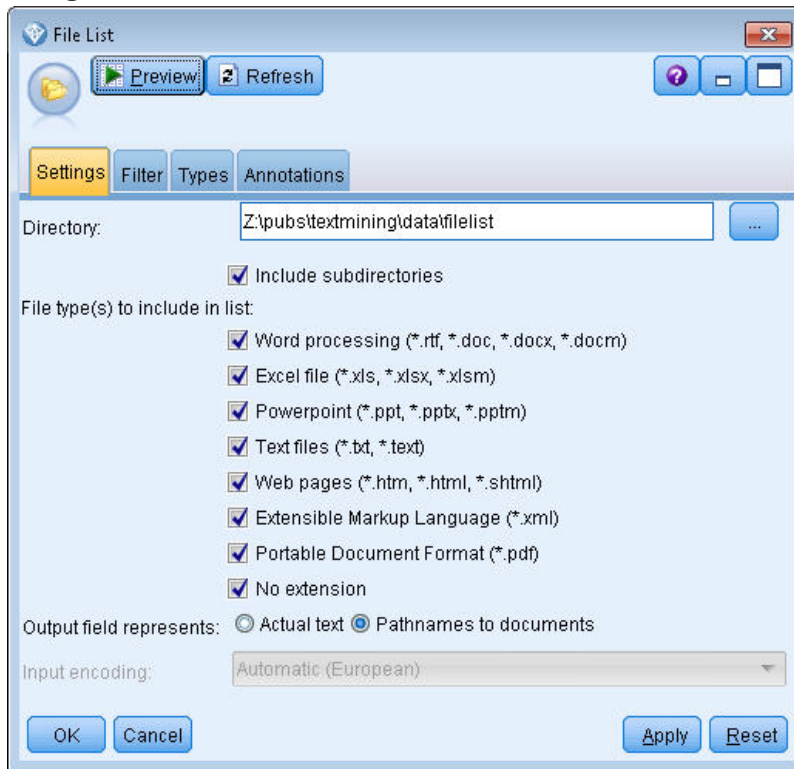 File List
Preview Refresh
Settings Filter Types Annotations
Directory: Z:\pubs\textmining\data\filelist ...
Include subdirectories
File type(s) to include in list:
Word processing (*.rtf, *.doc, *.docx, *.docm)
Excel file (*.xls, *.xlsx, *.xlsm)
Powerpoint (*.ppt, *.pptx, *.pptm)
Text files (*.txt, *.text)
Web pages (*.htm, *.html, *.shtml)
Extensible Markup Language (*.xml)
Portable Document Format (*.pdf)
No extension
Output field represents: Actual text Pathnames to documents
Input encoding: Automatic (European)
OK Cancel Apply Reset